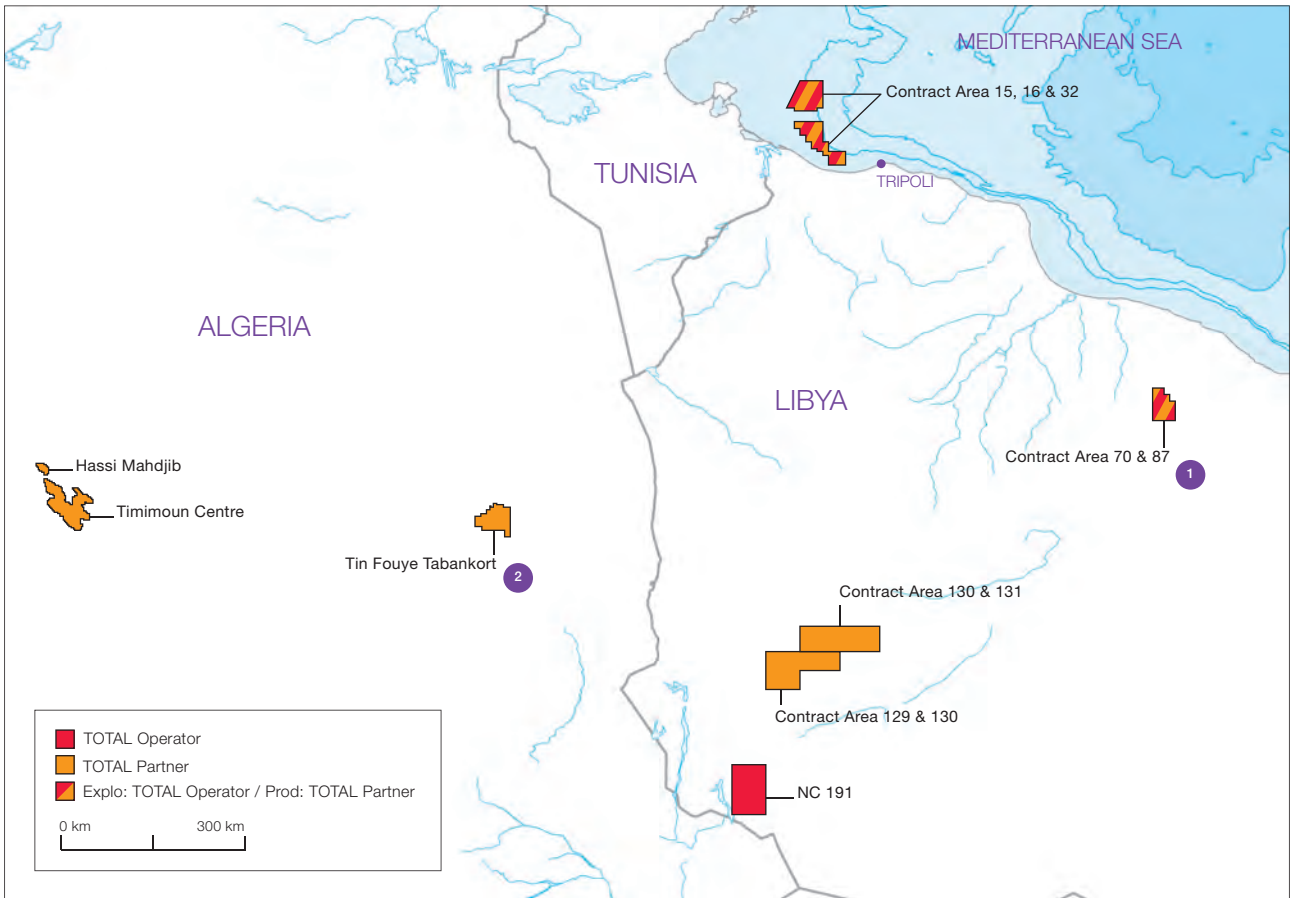 MEDITERRANEAN SEA
Contract Area 15, 16 & 32
TUNISIA
TRIPOLI
ALGERIA
LIBYA
Contract Area 70 & 87
1
Hassi Mahdjib
Timimoun Centre
Tin Fouye Tabankort
2
Contract Area 130 & 131
Contract Area 129 & 130
NC 191
TOTAL Operator
TOTAL Partner
Explo: TOTAL Operator / Prod: TOTAL Partner
0 km 300 km